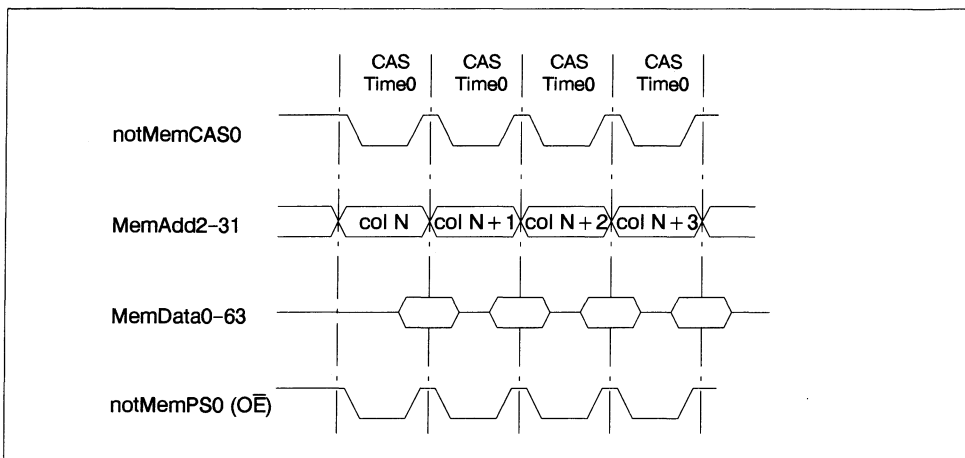 CAS CAS CAS CAS
Time0 Time0 Time0 Time0
notMemCAS0
MemAdd2-31 col N col N+1 col N+2 col N+3
MemData0-63
notMemPS0 (OE̅)